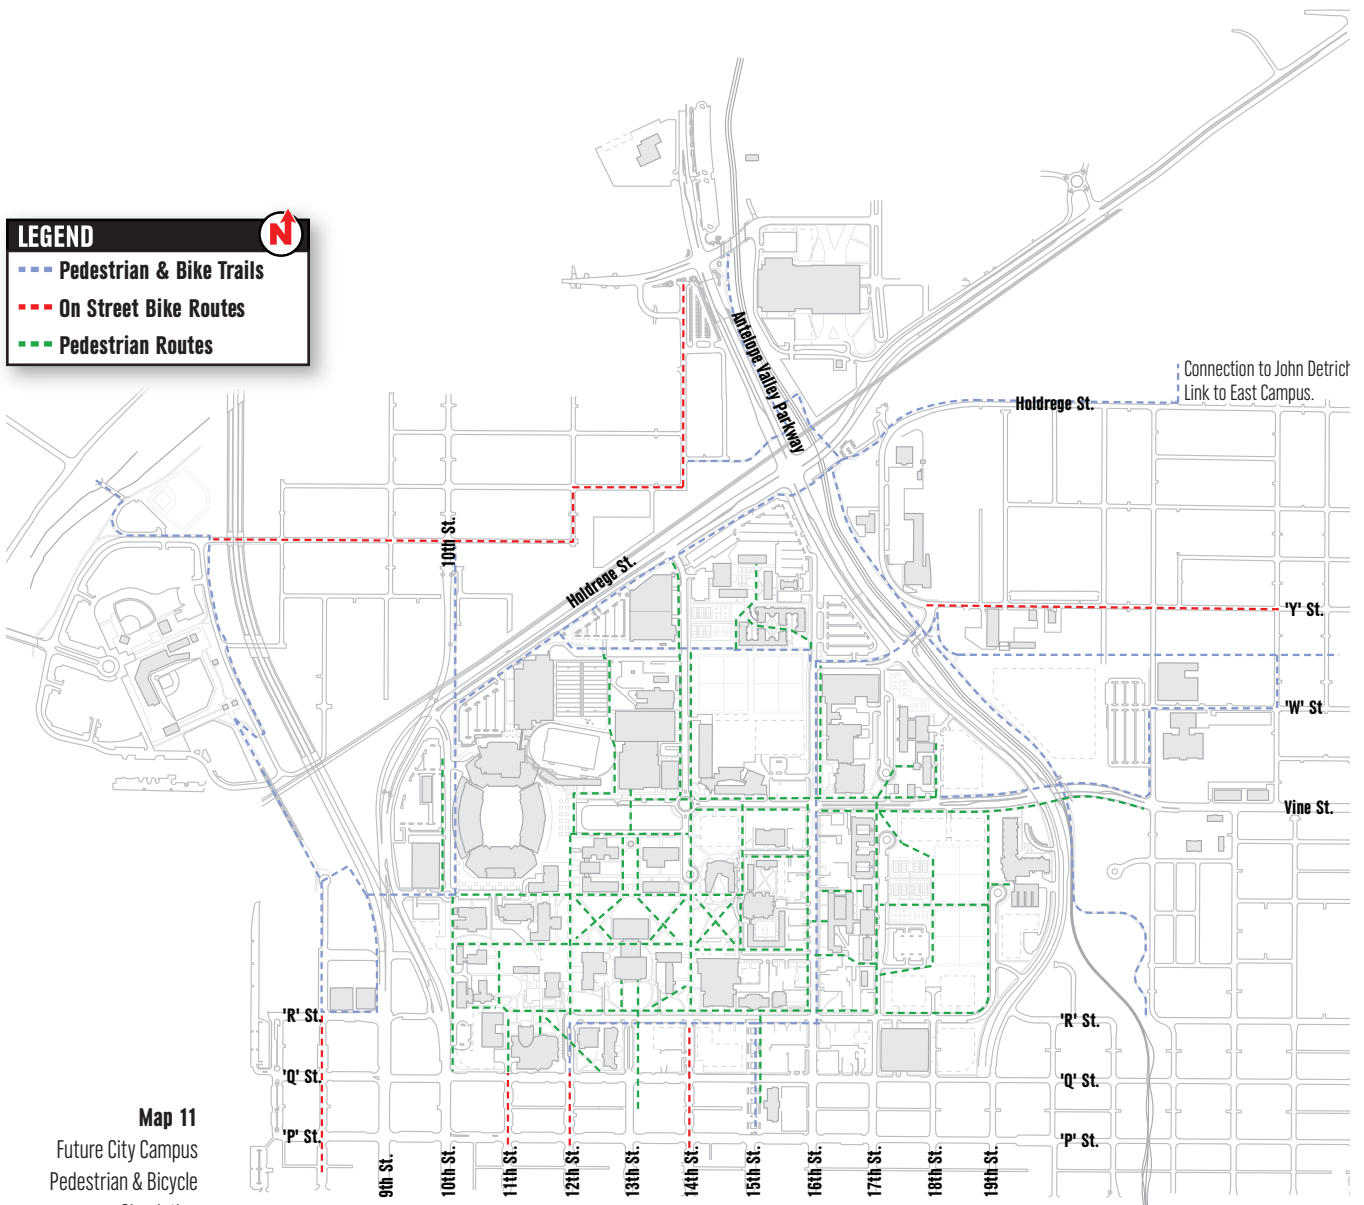 LEGEND
N
Pedestrian & Bike Trails
On Street Bike Routes
Pedestrian Routes
Antelope Valley Parkway
Connection to John Detrich
Link to East Campus.
Holdrege St.
10th St.
Holdrege St.
'Y' St.
'W' St
Vine St.
'R' St.
'R' St.
'Q' St.
'Q' St.
'P' St.
'P' St.
Map 11
Future City Campus
Pedestrian & Bicycle
9th St.
10th St.
11th St.
12th St.
13th St.
14th St.
15th St.
16th St.
17th St.
18th St.
19th St.